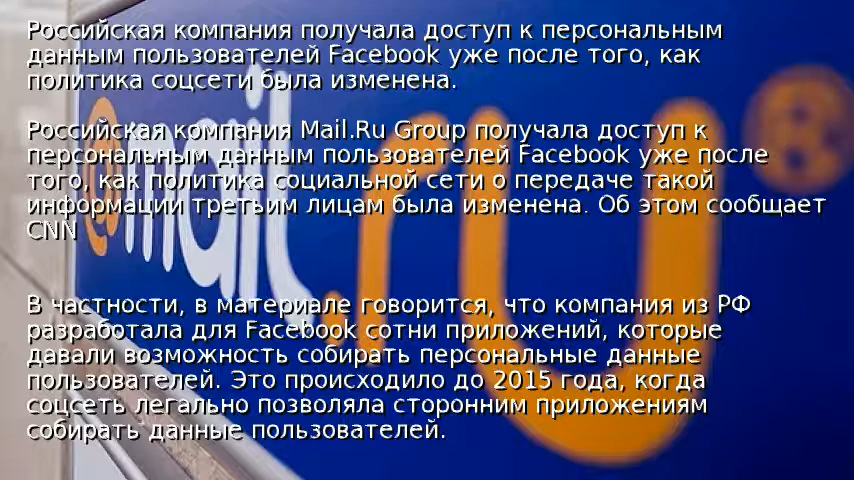 Российская компания получала доступ к персональным
данным пользователей Facebook уже после того, как
политика соцсети была изменена.
Российская компания Mail.Ru Group получала доступ к
персональным данным пользователей Facebook уже после
того, как политика социальной сети о передаче такой
информации третьим лицам была изменена. Об этом сообщает
CNN
В частности, в материале говорится, что компания из РФ
разработала для Facebook сотни приложений, которые
давали возможность собирать персональные данные
пользователей. Это происходило до 2015 года, когда
соцсеть легально позволяла сторонним приложениям
собирать данные пользователей.
@mail.ru®